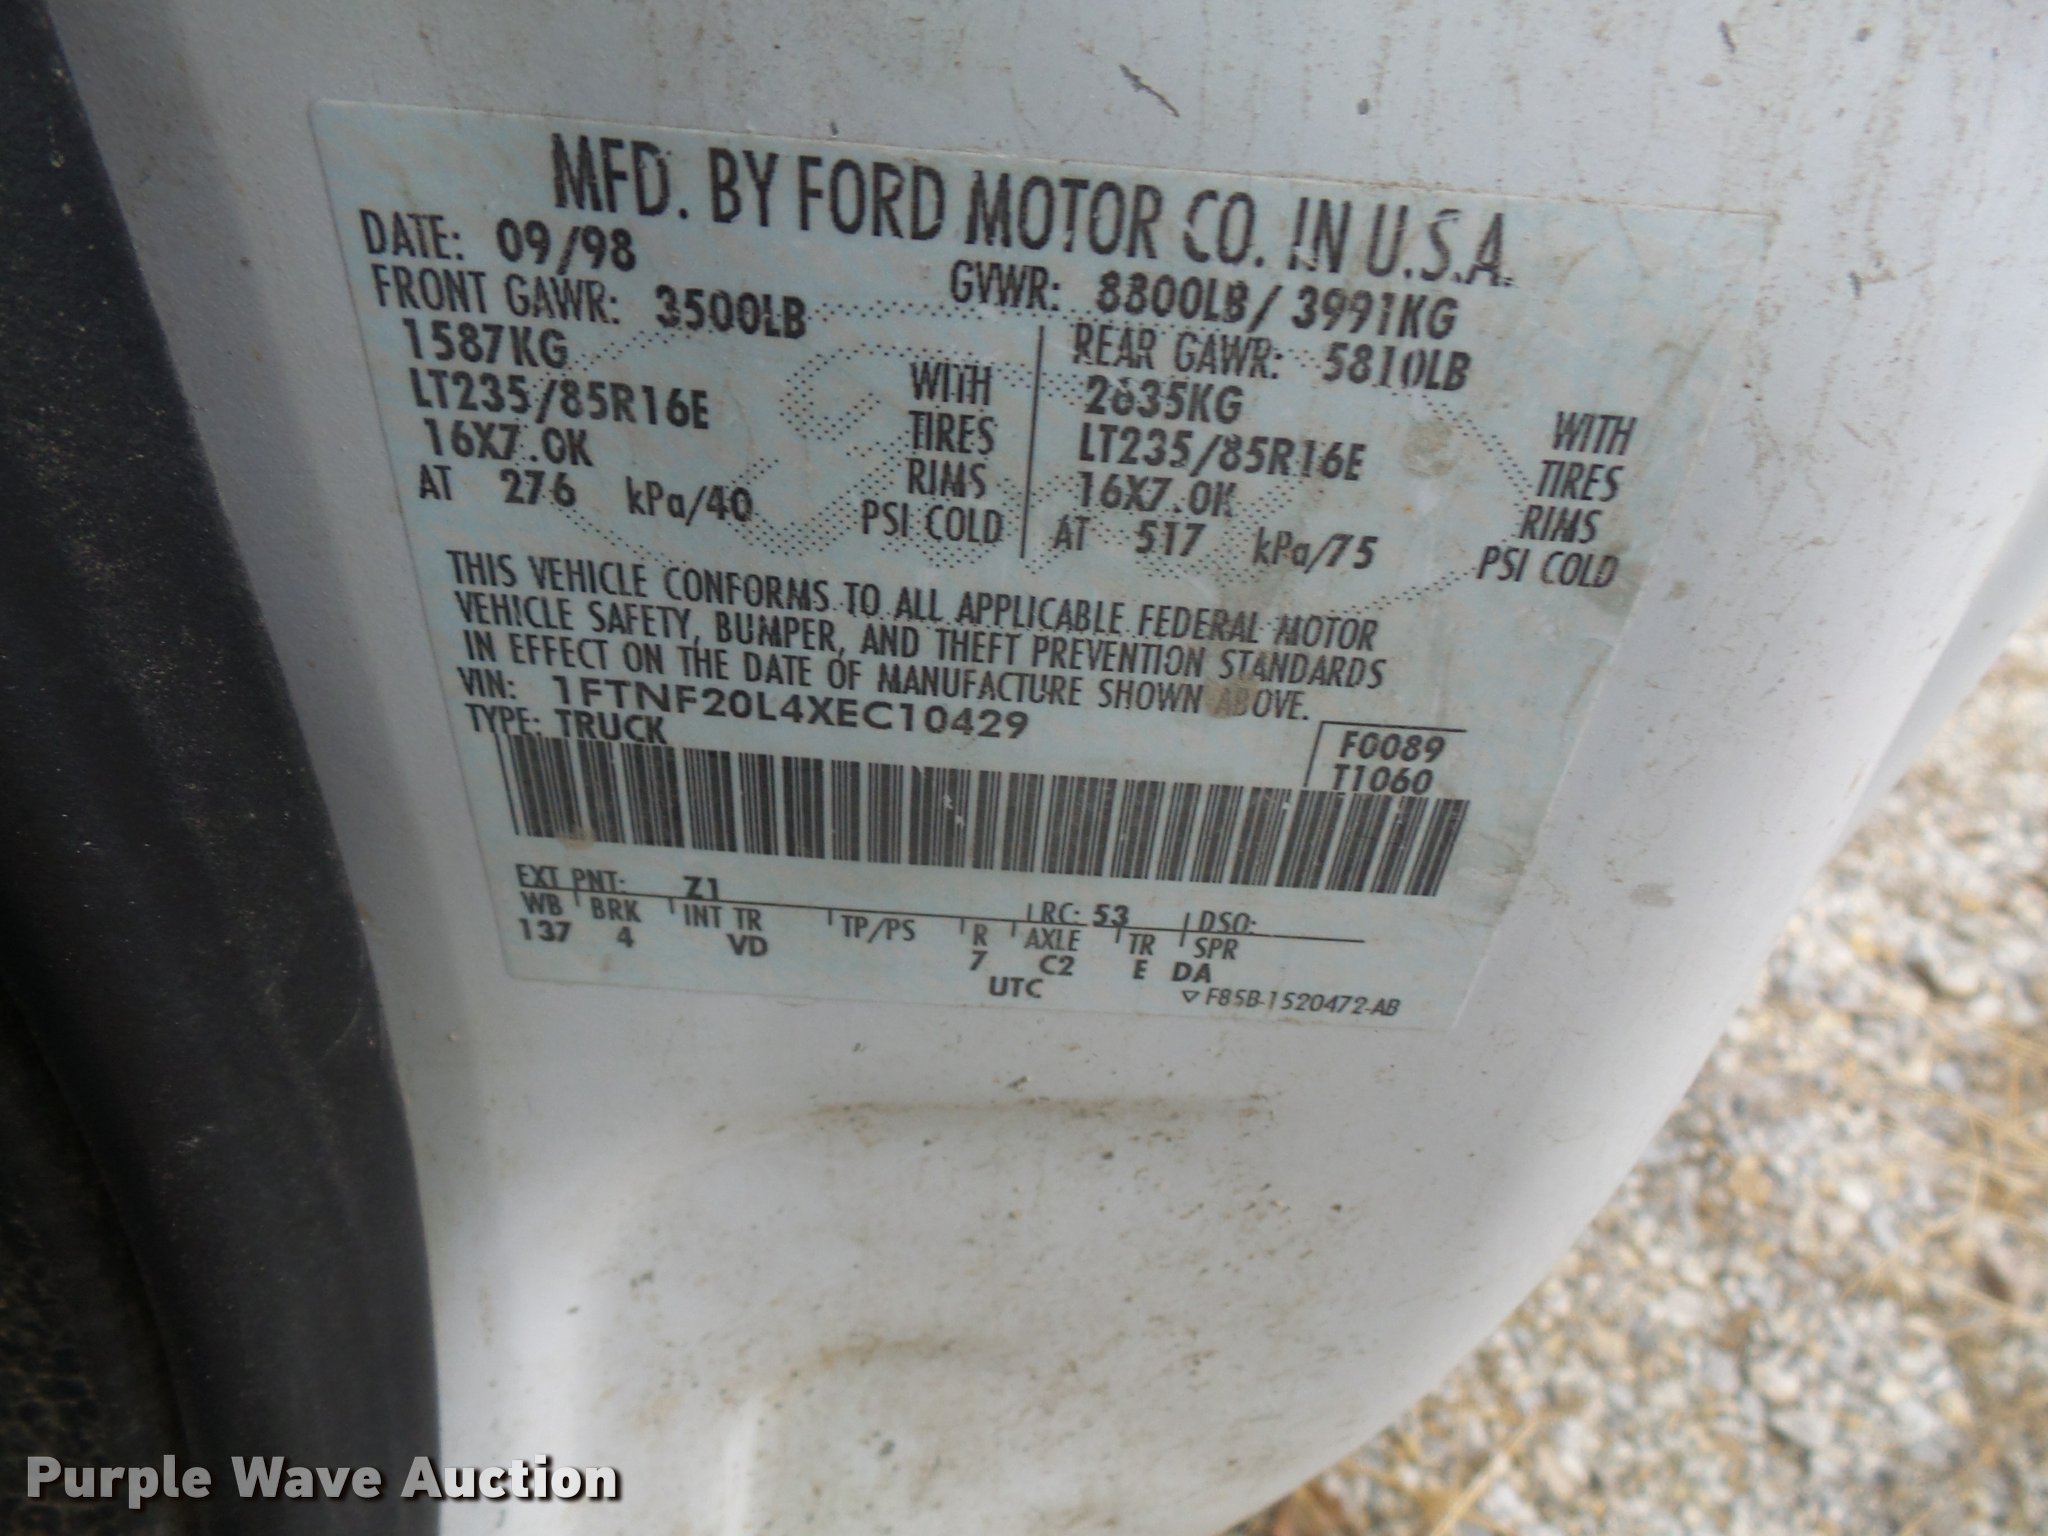 MFD. BY FORD MOTOR CO. IN U.S.A.
DATE: 09/98 GVWR: 8800LB/ 3991KG
FRONT GAWR: 3500LB REAR GAWR: 5810LB
1587KG WITH 2635KG WITH
LT235/85R16E TIRES LT235/85R16E TIRES
16X7.0K RIMS 16X7.0K RIMS
AT 276 kPa/40 PSI COLD AT 517 kPa/75 PSI COLD
THIS VEHICLE CONFORMS TO ALL APPLICABLE FEDERAL MOTOR
VEHICLE SAFETY, BUMPER, AND THEFT PREVENTION STANDARDS
IN EFFECT ON THE DATE OF MANUFACTURE SHOWN ABOVE.
VIN: 1FTNF20L4XEC10429
TYPE: TRUCK
F0089
T1060
EXT PNT: Z1 RC: 53 DSO:
WB BRK INT TR TP/PS R AXLE TR SPR
137 4 VD 7 C2 E DA
UTC
▽ F85B-1520472-AB
Purple Wave Auction